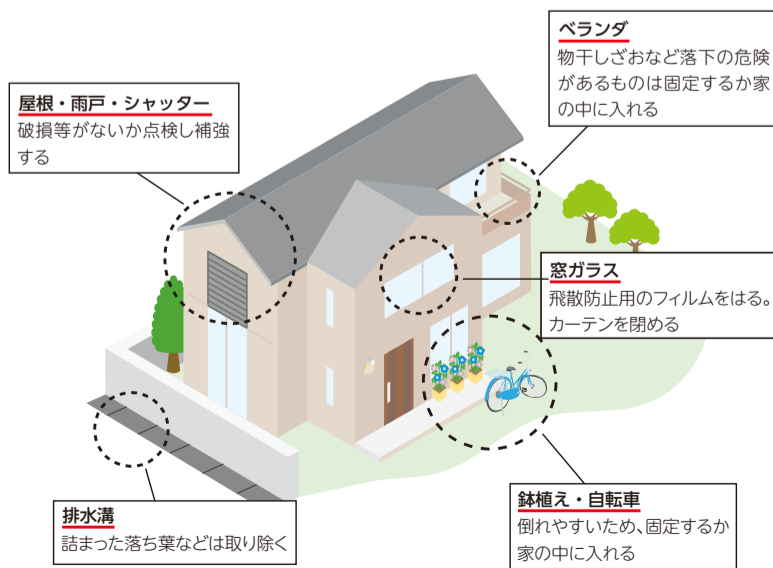 ベランダ
物干しざおなど落下の危険
があるものは固定するか家
の中に入れる
屋根・雨戸・シャッター
破損等がないか点検し補強
する
窓ガラス
飛散防止用のフィルムをはる。
カーテンを閉める
鉢植え・自転車
倒れやすいため、固定するか
家の中に入れる
排水溝
詰まった落ち葉などは取り除く